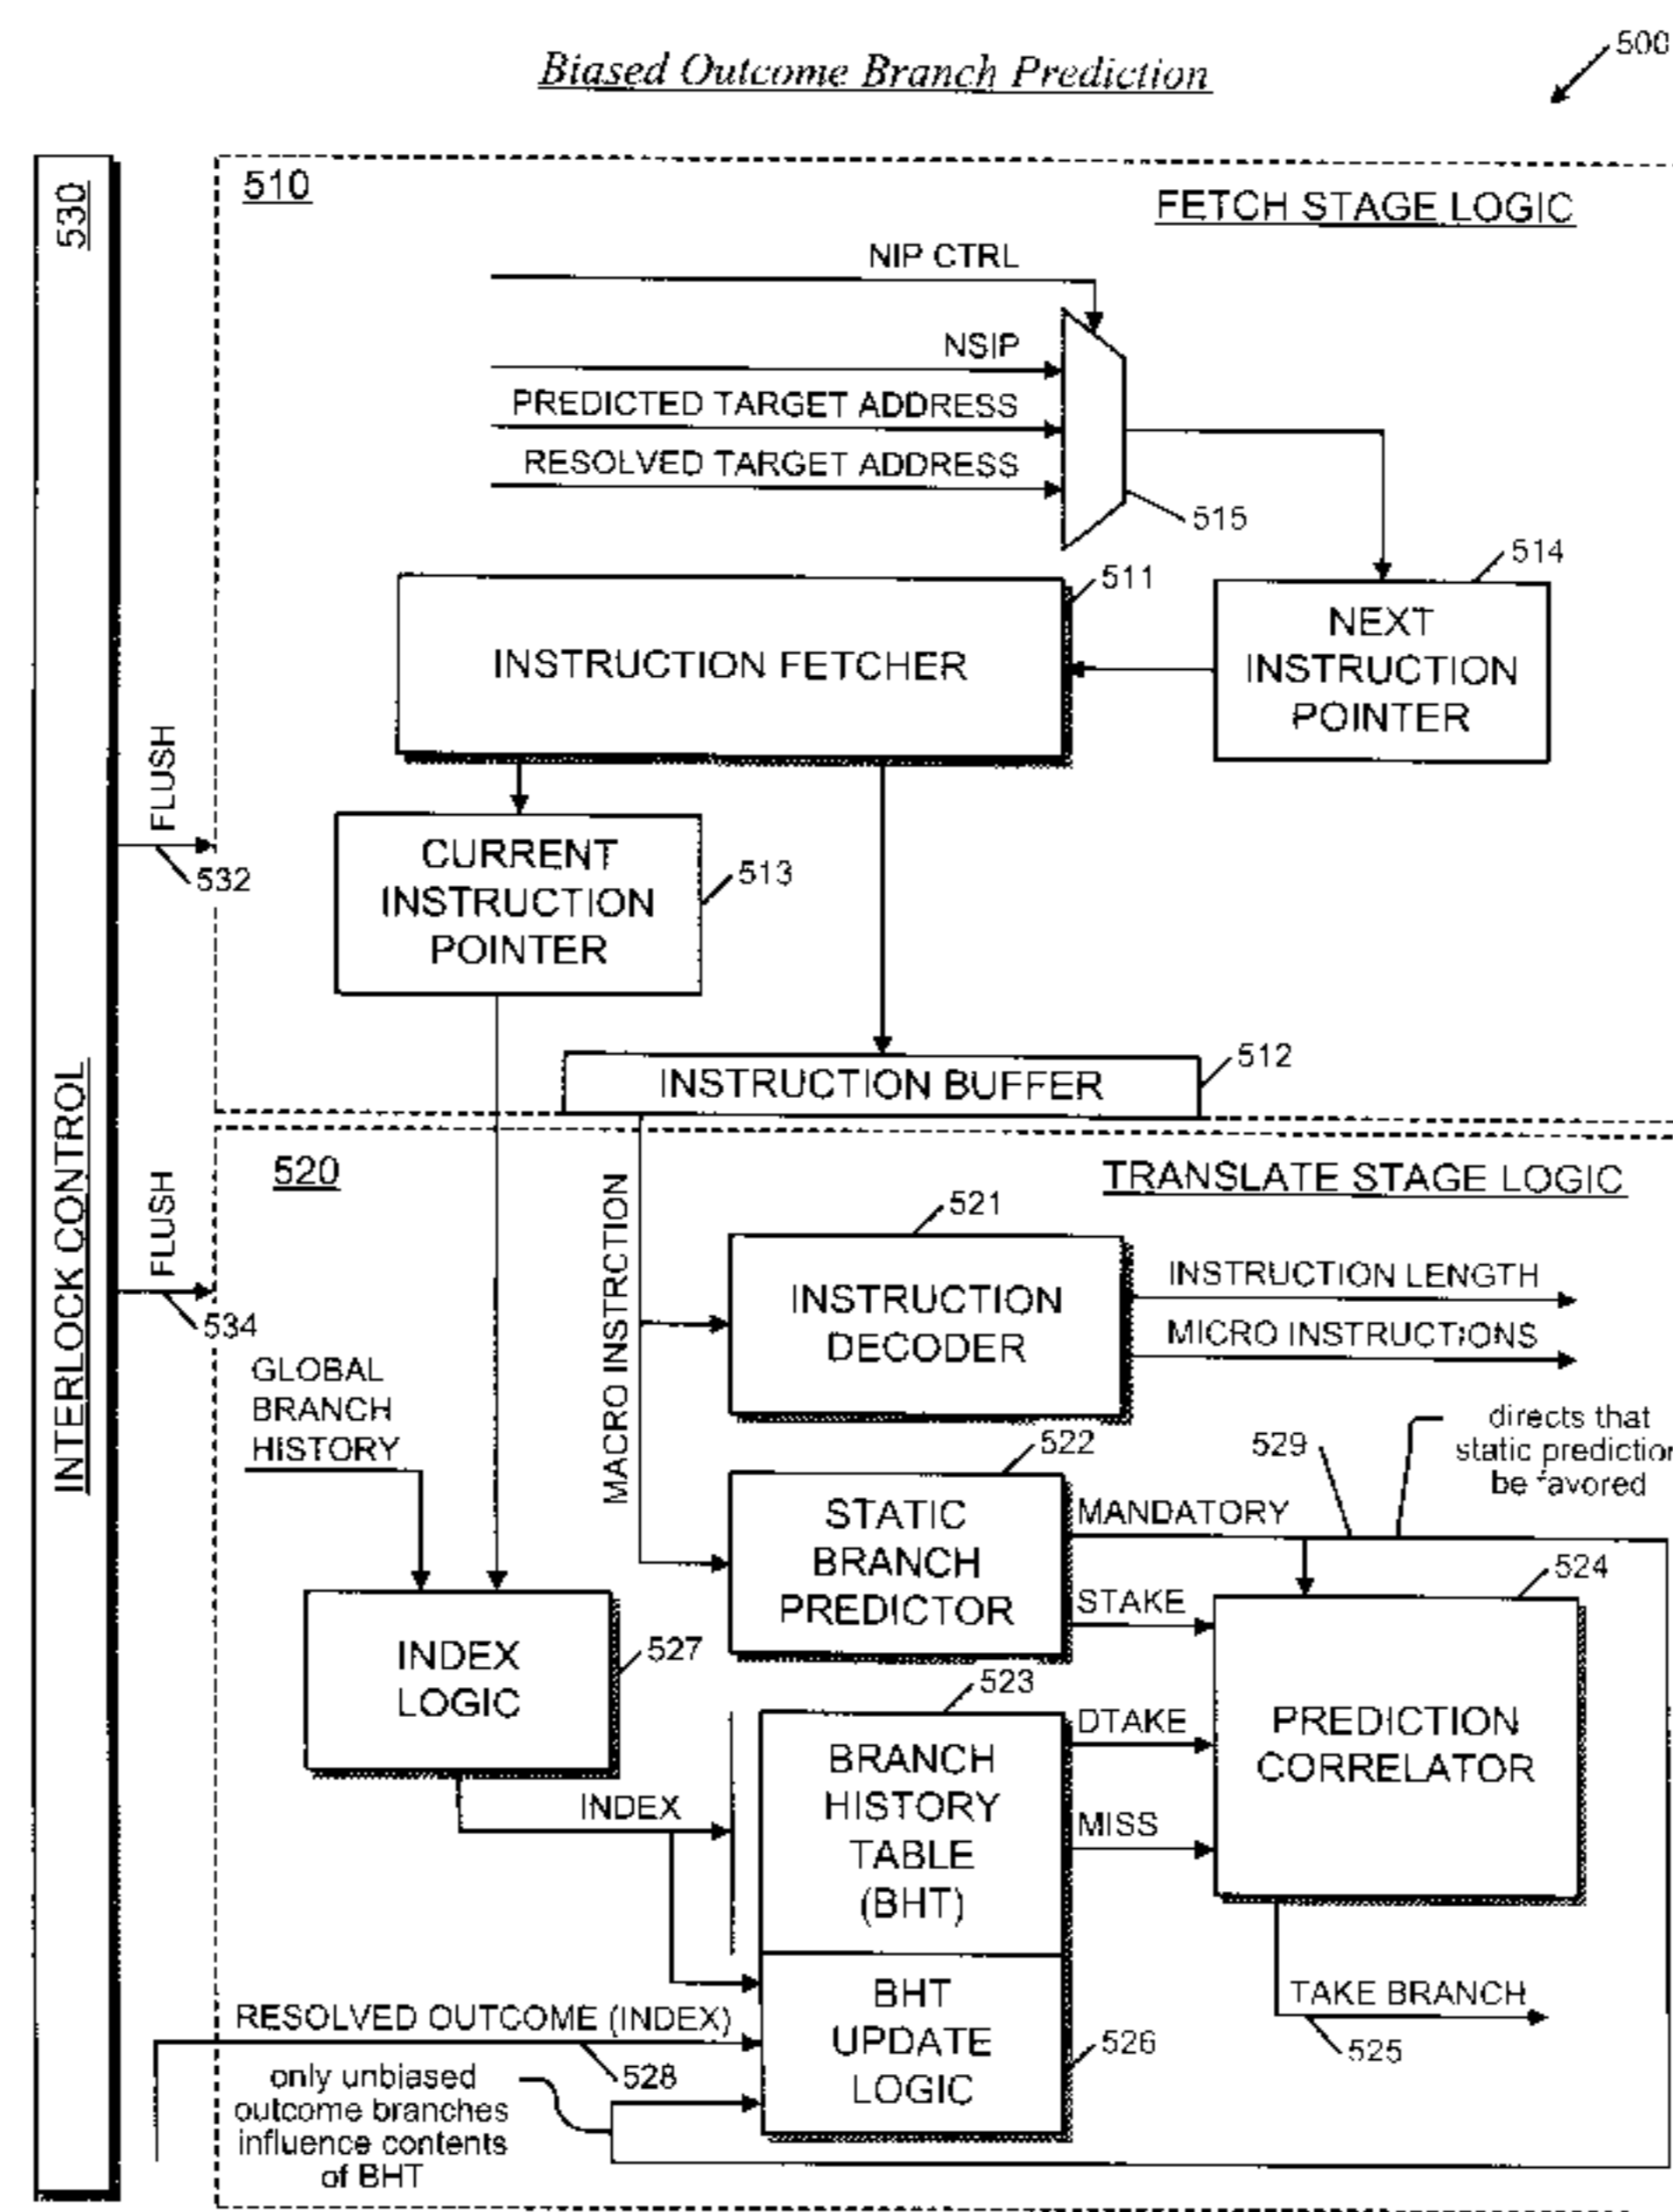 Biased Outcome Branch Prediction
500
530
INTERLOCK CONTROL
510
FETCH STAGE LOGIC
NIP CTRL
NSIP
PREDICTED TARGET ADDRESS
RESOLVED TARGET ADDRESS
515
514
NEXT
INSTRUCTION
POINTER
511
INSTRUCTION FETCHER
FLUSH
532
CURRENT
INSTRUCTION
POINTER
513
INSTRUCTION BUFFER
512
520
TRANSLATE STAGE LOGIC
FLUSH
534
MACRO INSTRCTION
521
INSTRUCTION
DECODER
INSTRUCTION LENGTH
MICRO INSTRUCTIONS
GLOBAL
BRANCH
HISTORY
522
STATIC
BRANCH
PREDICTOR
MANDATORY
529
directs that
static prediction
be favored
STAKE
524
PREDICTION
CORRELATOR
INDEX
LOGIC
527
523
BRANCH
HISTORY
TABLE
(BHT)
DTAKE
MISS
INDEX
BHT
UPDATE
LOGIC
526
TAKE BRANCH
525
RESOLVED OUTCOME (INDEX)
528
only unbiased
outcome branches
influence contents
of BHT